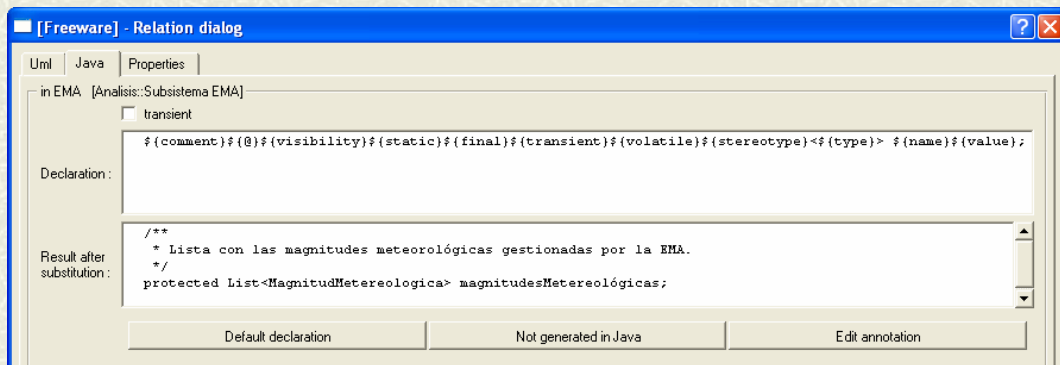 [Freeware] - Relation dialog
Uml Java Properties
in EMA [Analisis::Subsistema EMA]
transient
Declaration :
${comment}${@}${visibility}${static}${final}${transient}${volatile}${stereotype}<${type}> ${name}${value};
Result after
substitution :
/**
* Lista con las magnitudes meteorológicas gestionadas por la EMA.
*/
protected List<MagnitudMetereologica> magnitudesMetereológicas;
Default declaration Not generated in Java Edit annotation